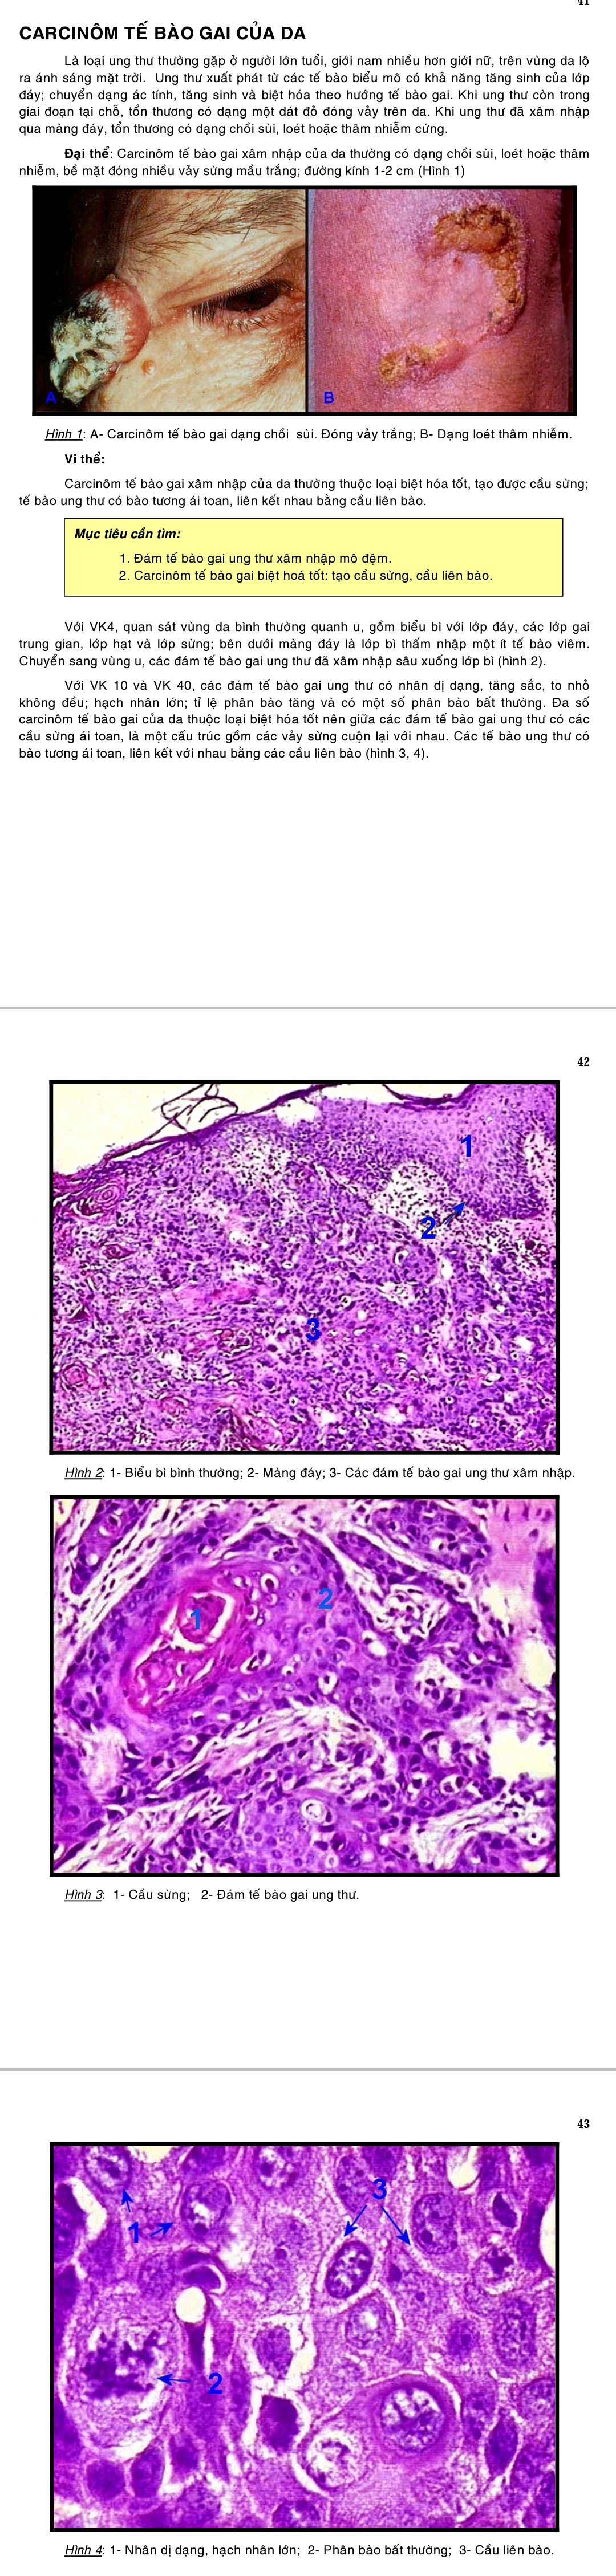 41
CARCINÔM TẾ BÀO GAI CỦA DA
Là loại ung thư thường gặp ở người lớn tuổi, giới nam nhiều hơn giới nữ, trên vùng da lộ
ra ánh sáng mặt trời. Ung thư xuất phát từ các tế bào biểu mô có khả năng tăng sinh của lớp
đáy; chuyển dạng ác tính, tăng sinh và biệt hóa theo hướng tế bào gai. Khi ung thư còn trong
giai đoạn tại chỗ, tổn thương có dạng một dát đỏ đóng vảy trên da. Khi ung thư đã xâm nhập
qua màng đáy, tổn thương có dạng chồi sùi, loét hoặc thâm nhiễm cứng.
Đại thể: Carcinôm tế bào gai xâm nhập của da thường có dạng chồi sùi, loét hoặc thâm
nhiễm, bề mặt đóng nhiều vảy sừng mầu trắng; đường kính 1-2 cm (Hình 1)
A
B
Hình 1: A- Carcinôm tế bào gai dạng chồi sùi. Đóng vảy trắng; B- Dạng loét thâm nhiễm.
Vi thể:
Carcinôm tế bào gai xâm nhập của da thường thuộc loại biệt hóa tốt, tạo được cầu sừng;
tế bào ung thư có bào tương ái toan, liên kết nhau bằng cầu liên bào.
Mục tiêu cần tìm:
1. Đám tế bào gai ung thư xâm nhập mô đệm.
2. Carcinôm tế bào gai biệt hoá tốt: tạo cầu sừng, cầu liên bào.
Với VK4, quan sát vùng da bình thường quanh u, gồm biểu bì với lớp đáy, các lớp gai
trung gian, lớp hạt và lớp sừng; bên dưới màng đáy là lớp bì thấm nhập một ít tế bào viêm.
Chuyển sang vùng u, các đám tế bào gai ung thư đã xâm nhập sâu xuống lớp bì (hình 2).
Với VK 10 và VK 40, các đám tế bào gai ung thư có nhân dị dạng, tăng sắc, to nhỏ
không đều; hạch nhân lớn; tỉ lệ phân bào tăng và có một số phân bào bất thường. Đa số
carcinôm tế bào gai của da thuộc loại biệt hóa tốt nên giữa các đám tế bào gai ung thư có các
cầu sừng ái toan, là một cấu trúc gồm các vảy sừng cuộn lại với nhau. Các tế bào ung thư có
bào tương ái toan, liên kết với nhau bằng các cầu liên bào (hình 3, 4).
42
1
2
3
Hình 2: 1- Biểu bì bình thường; 2- Màng đáy; 3- Các đám tế bào gai ung thư xâm nhập.
1
2
Hình 3: 1- Cầu sừng; 2- Đám tế bào gai ung thư.
43
3
1
2
Hình 4: 1- Nhân dị dạng, hạch nhân lớn; 2- Phân bào bất thường; 3- Cầu liên bào.